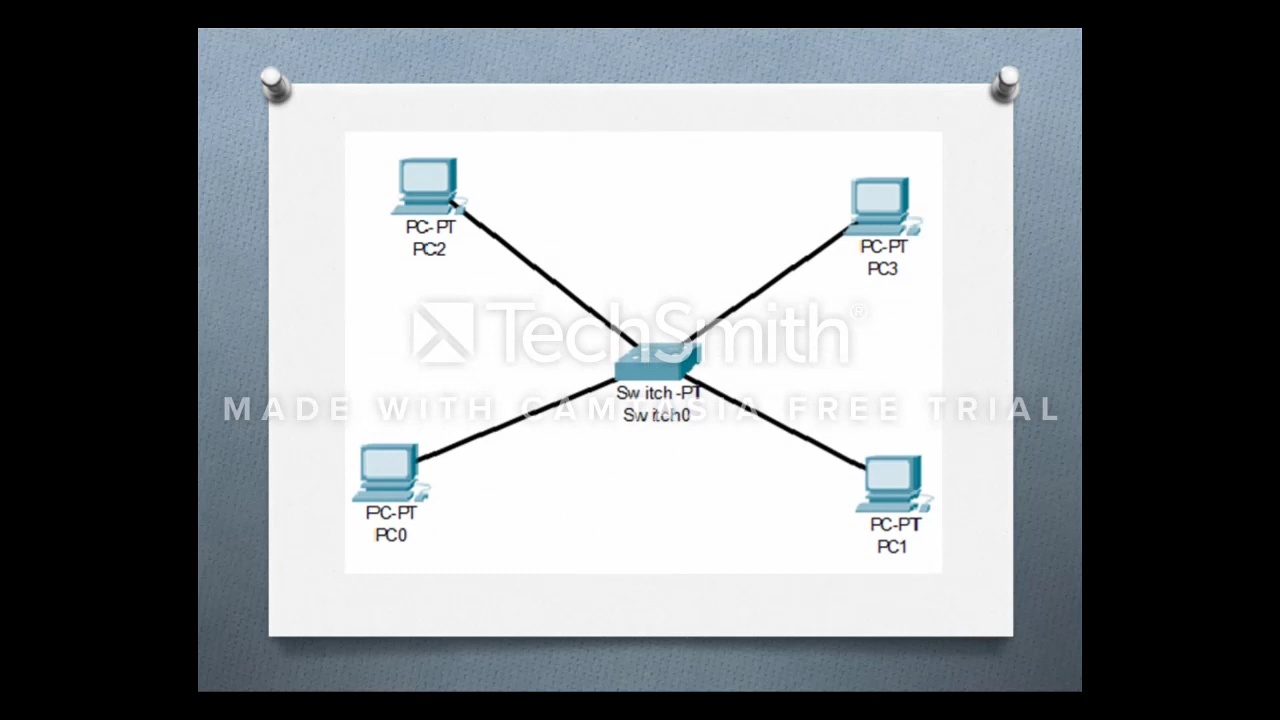 PC-PT
PC2
PC-PT
PC3
TechSmith®
Switch-PT
Switch0
MADE WITH CAMTASIA FREE TRIAL
PC-PT
PC0
PC-PT
PC1